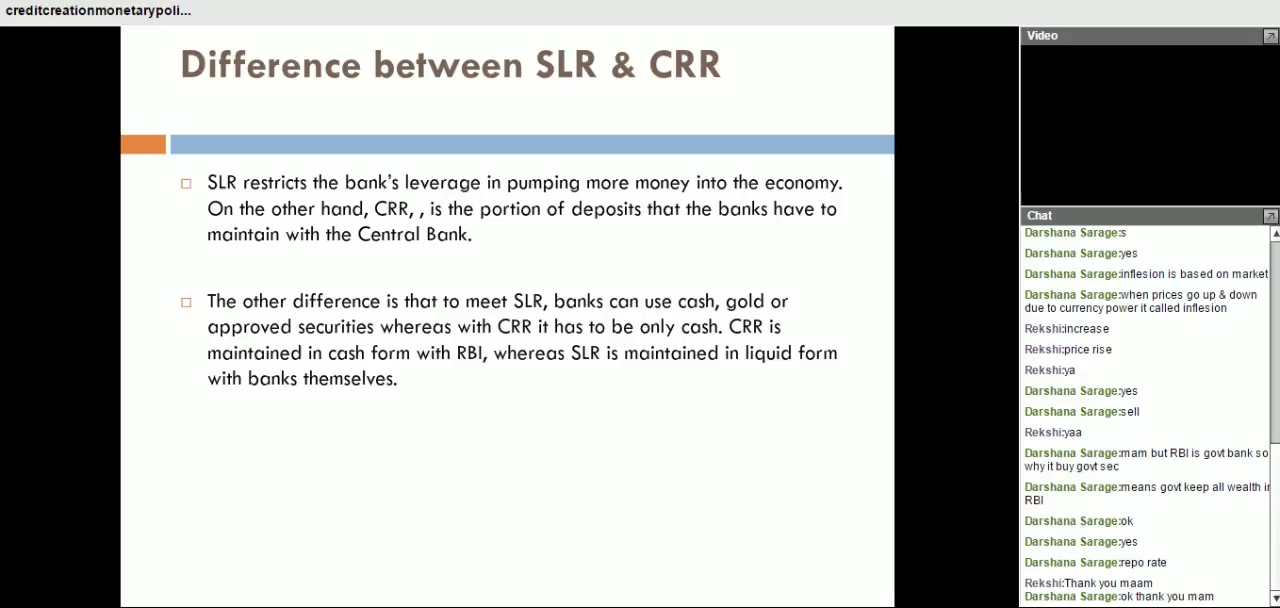 creditcreationmonetarypoli...
Difference between SLR & CRR
SLR restricts the bank's leverage in pumping more money into the economy.
On the other hand, CRR, , is the portion of deposits that the banks have to
maintain with the Central Bank.
The other difference is that to meet SLR, banks can use cash, gold or
approved securities whereas with CRR it has to be only cash. CRR is
maintained in cash form with RBI, whereas SLR is maintained in liquid form
with banks themselves.
Video
Chat
Darshana Sarage:s
Darshana Sarage:yes
Darshana Sarage:inflesion is based on market
Darshana Sarage:when prices go up & down
due to currency power it called inflesion
Rekshi:increase
Rekshi:price rise
Rekshi:ya
Darshana Sarage:yes
Darshana Sarage:sell
Rekshi:yaa
Darshana Sarage:mam but RBI is govt bank so
why it buy govt sec
Darshana Sarage:means govt keep all wealth in
RBI
Darshana Sarage:ok
Darshana Sarage:yes
Darshana Sarage:repo rate
Rekshi:Thank you maam
Darshana Sarage:ok thank you mam